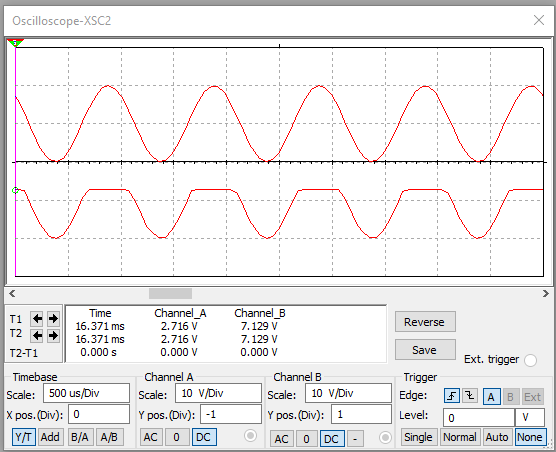 Oscilloscope-XSC2
T1
T2
T2-T1
Time Channel_A Channel_B
16.371 ms 2.716 V 7.129 V
16.371 ms 2.716 V 7.129 V
0.000 s 0.000 V 0.000 V
Reverse
Save
Ext. trigger
Timebase
Scale: 500 us/Div
X pos.(Div): 0
Y/T Add B/A A/B
Channel A
Scale: 10 V/Div
Y pos.(Div): -1
AC 0 DC
Channel B
Scale: 10 V/Div
Y pos.(Div): 1
AC 0 DC -
Trigger
Edge: A B Ext
Level: 0 V
Single Normal Auto None